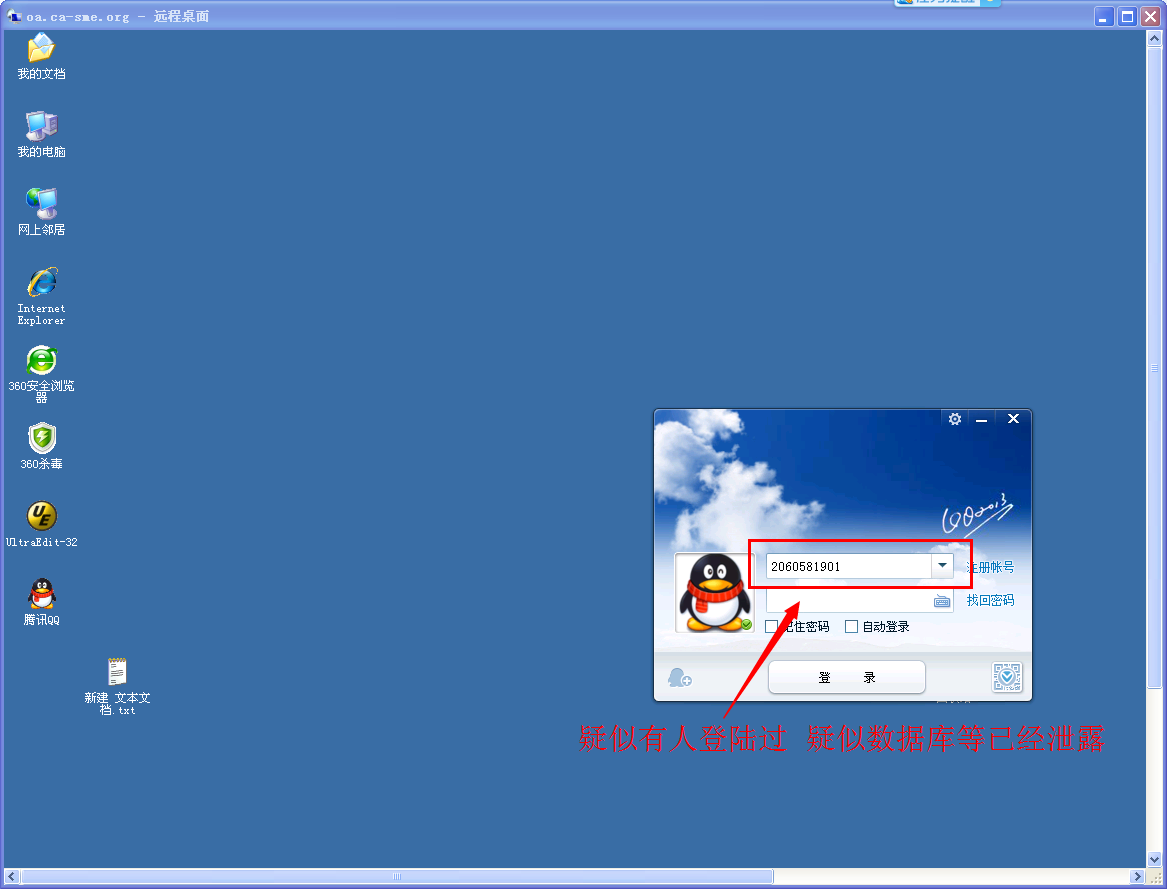 oa.ca-sme.org - 远程桌面
我的文档
我的电脑
网上邻居
Internet
Explorer
360安全浏览
器
360杀毒
UE
UltraEdit-32
腾讯QQ
新建 文本文
档.txt
QQ2013
2060581901
注册帐号
找回密码
记住密码
自动登录
登 录
疑似有人登陆过 疑似数据库等已经泄露